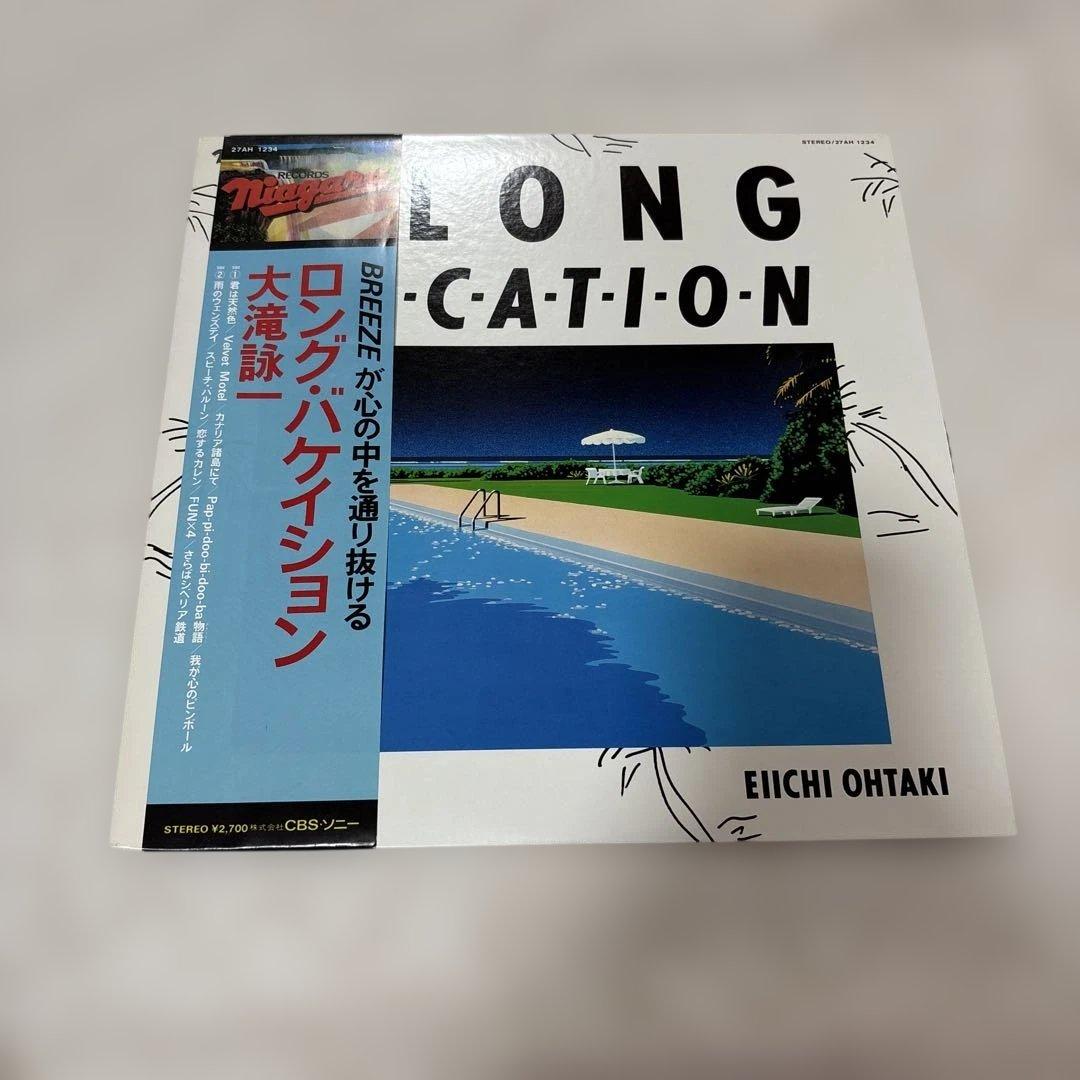 27AH 1234
RECORDS
Niagara
BREEZEが心の中を通り抜ける
ロング・バケイション
大滝詠一
SIDE ① 君は天然色／Velvet Motel／カナリア諸島にて／Pap-pi-doo-bi-doo-ba物語／我が心のピンボール
SIDE ② 雨のウェンズデイ／スピーチ・バルーン／恋するカレン／FUN×4／さらばシベリア鉄道
STEREO ¥2,700 株式会社 CBS・ソニー
STEREO/27AH 1234
LONG
-C-A-T-I-O-N
EIICHI OHTAKI